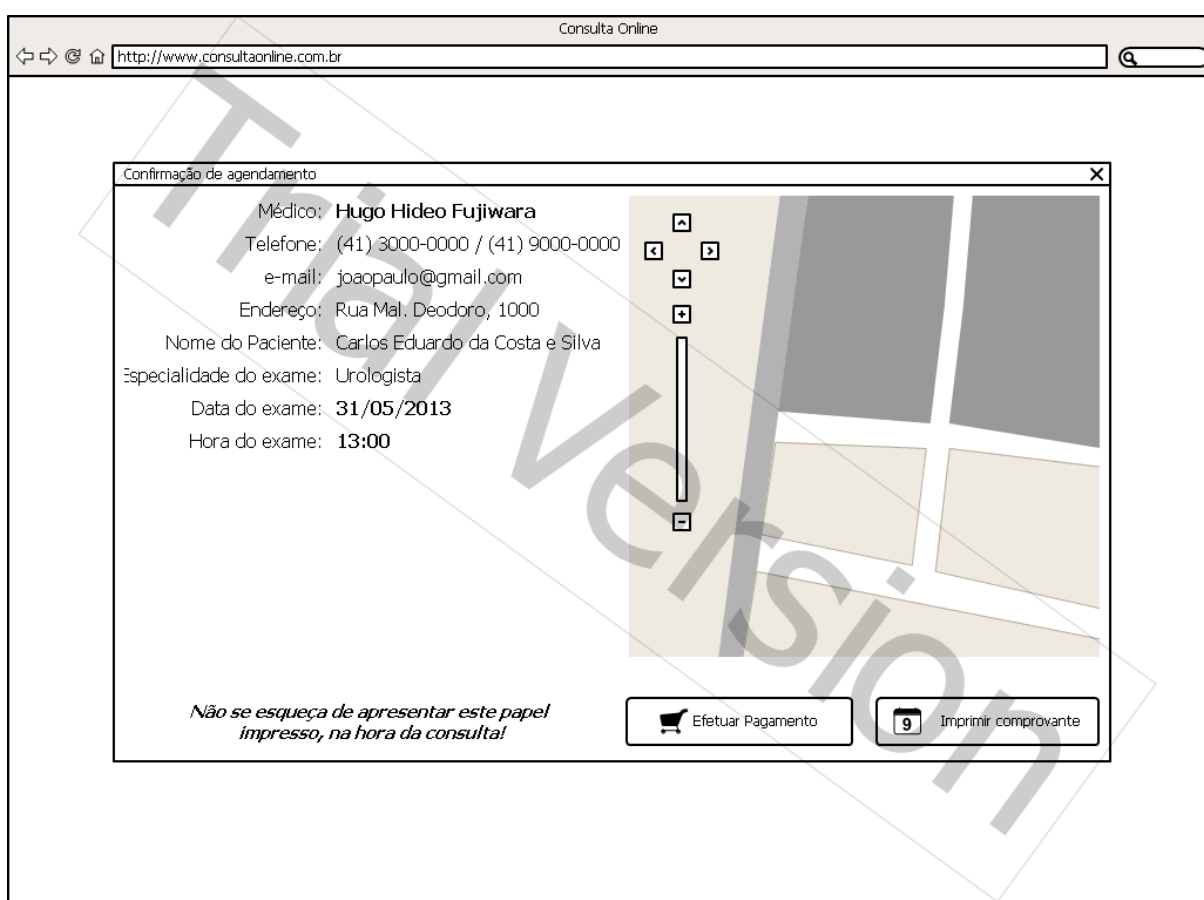 Consulta Online
http://www.consultaonline.com.br
Confirmação de agendamento
Médico: Hugo Hideo Fujiwara
Telefone: (41) 3000-0000 / (41) 9000-0000
e-mail: joaopaulo@gmail.com
Endereço: Rua Mal. Deodoro, 1000
Nome do Paciente: Carlos Eduardo da Costa e Silva
Especialidade do exame: Urologista
Data do exame: 31/05/2013
Hora do exame: 13:00
Trial Version
Não se esqueça de apresentar este papel
impresso, na hora da consulta!
Efetuar Pagamento
9 Imprimir comprovante